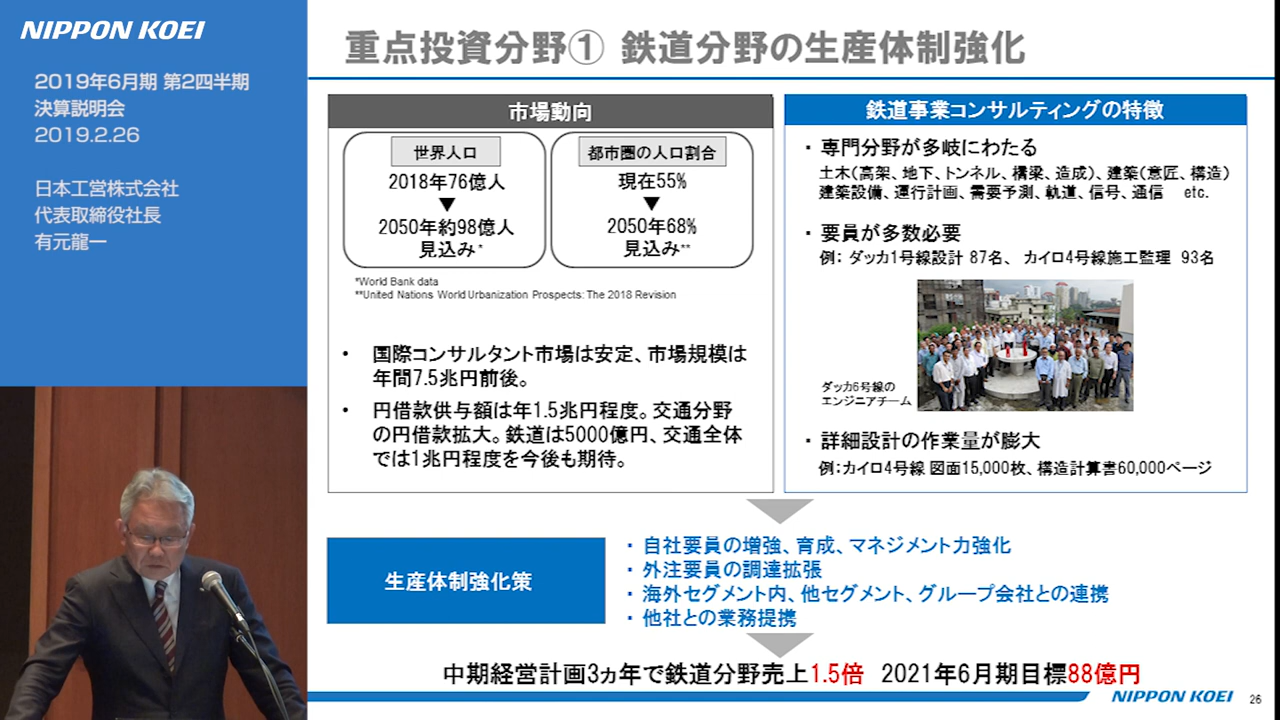 NIPPON KOEI
2019年6月期 第2四半期
決算説明会
2019.2.26
日本工営株式会社
代表取締役社長
有元龍一
重点投資分野① 鉄道分野の生産体制強化
市場動向
世界人口
2018年76億人
▼
2050年約98億人
見込み*
都市圏の人口割合
現在55%
▼
2050年68%
見込み**
*World Bank data
**United Nations World Urbanization Prospects: The 2018 Revision
• 国際コンサルタント市場は安定、市場規模は
年間7.5兆円前後。
• 円借款供与額は年1.5兆円程度。交通分野
の円借款拡大。鉄道は5000億円、交通全体
では1兆円程度を今後も期待。
鉄道事業コンサルティングの特徴
・ 専門分野が多岐にわたる
土木(高架、地下、トンネル、橋梁、造成)、建築(意匠、構造)
建築設備、運行計画、需要予測、軌道、信号、通信 etc.
・ 要員が多数必要
例: ダッカ1号線設計 87名、 カイロ4号線施工監理 93名
ダッカ6号線の
エンジニアチーム
・ 詳細設計の作業量が膨大
例:カイロ4号線 図面15,000枚、構造計算書60,000ページ
生産体制強化策
・ 自社要員の増強、育成、マネジメント力強化
・ 外注要員の調達拡張
・ 海外セグメント内、他セグメント、グループ会社との連携
・ 他社との業務提携
中期経営計画3ヵ年で鉄道分野売上1.5倍 2021年6月期目標88億円
NIPPON KOEI
26